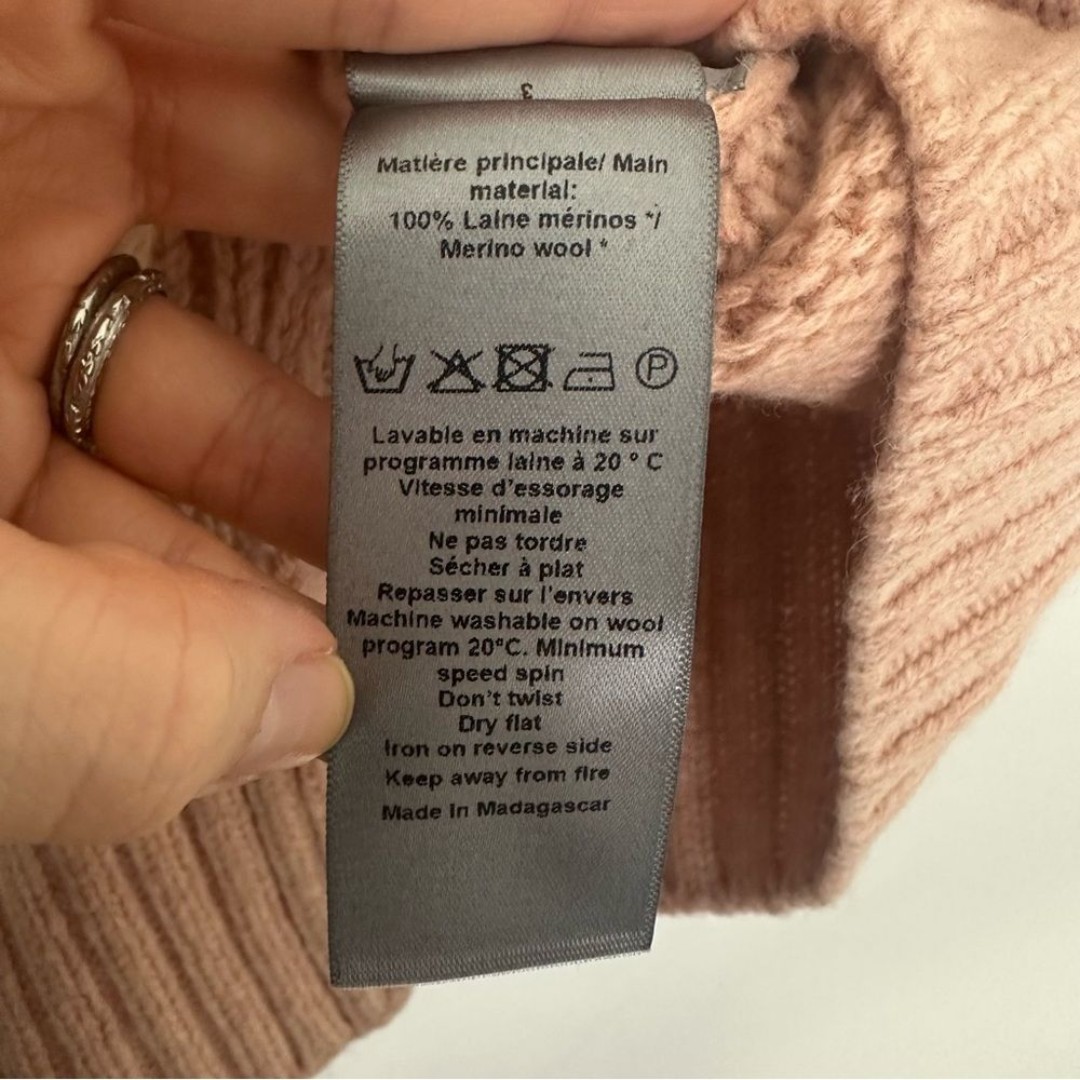 3
Matière principale/ Main
material:
100% Laine mérinos */
Merino wool *
P
Lavable en machine sur
programme laine à 20 ° C
Vitesse d'essorage
minimale
Ne pas tordre
Sécher à plat
Repasser sur l'envers
Machine washable on wool
program 20°C. Minimum
speed spin
Don't twist
Dry flat
Iron on reverse side
Keep away from fire
Made in Madagascar